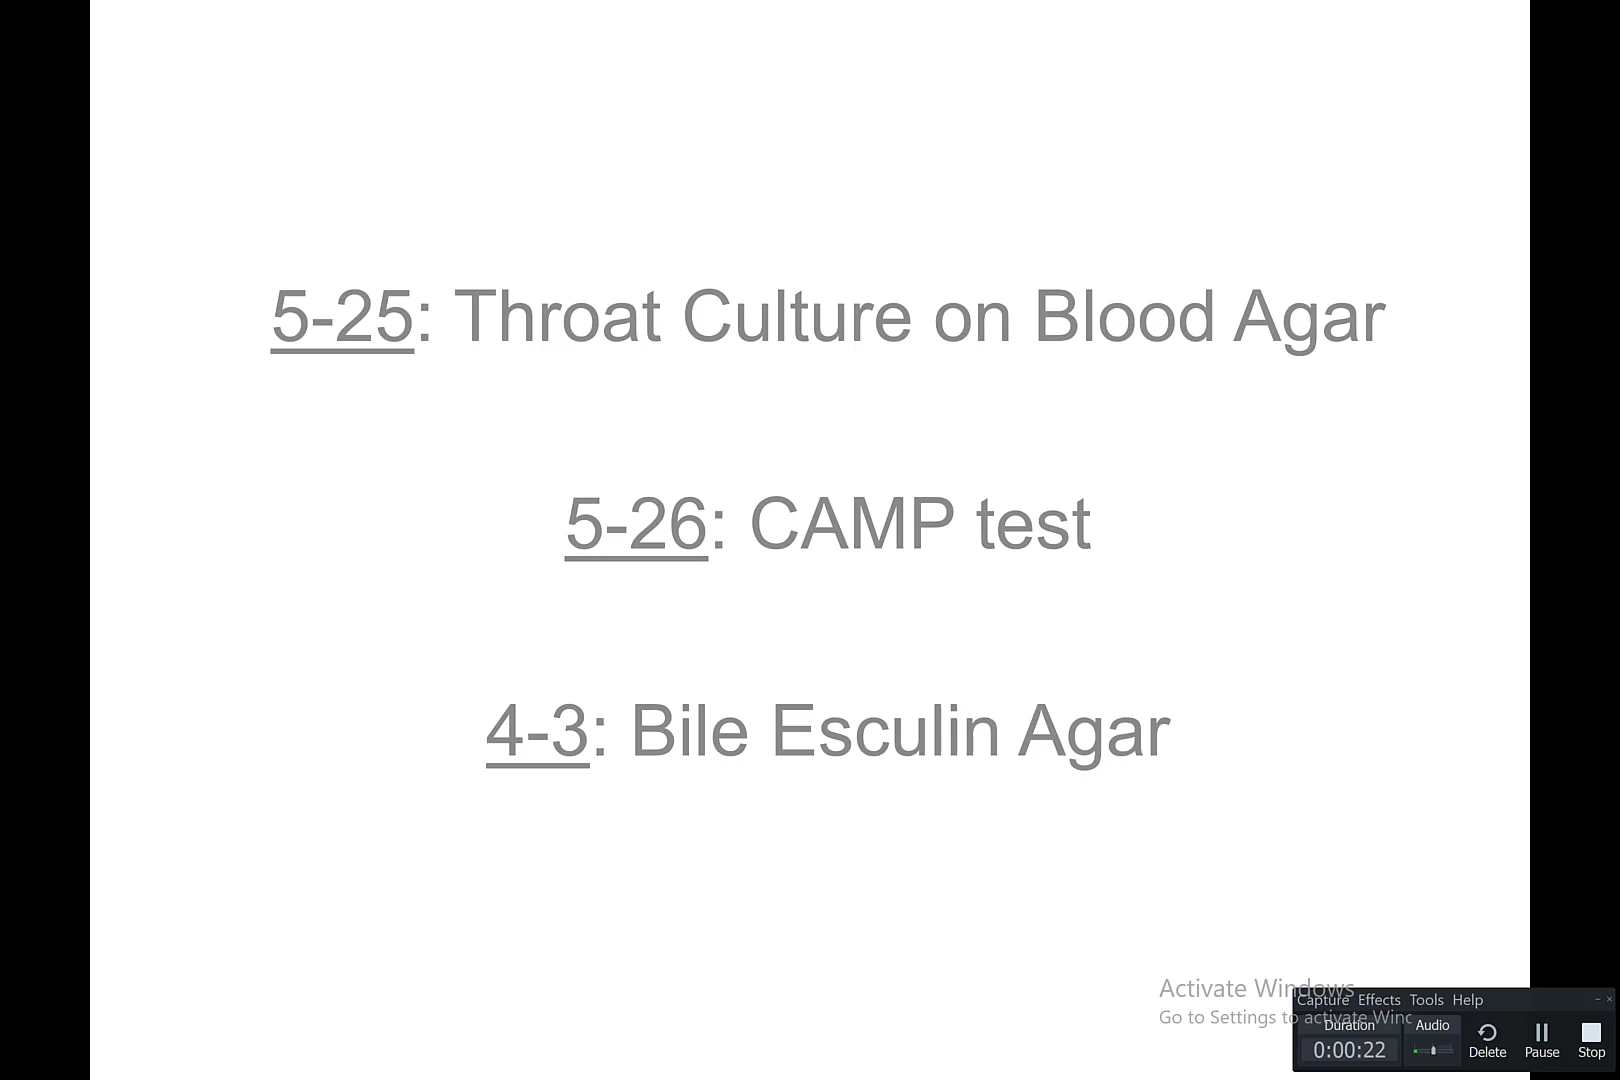 5-25: Throat Culture on Blood Agar
5-26: CAMP test
4-3: Bile Esculin Agar
Activate Windows
Go to Settings to activate Winc
Capture Effects Tools Help
Duration Audio
0:00:22 Delete Pause Stop